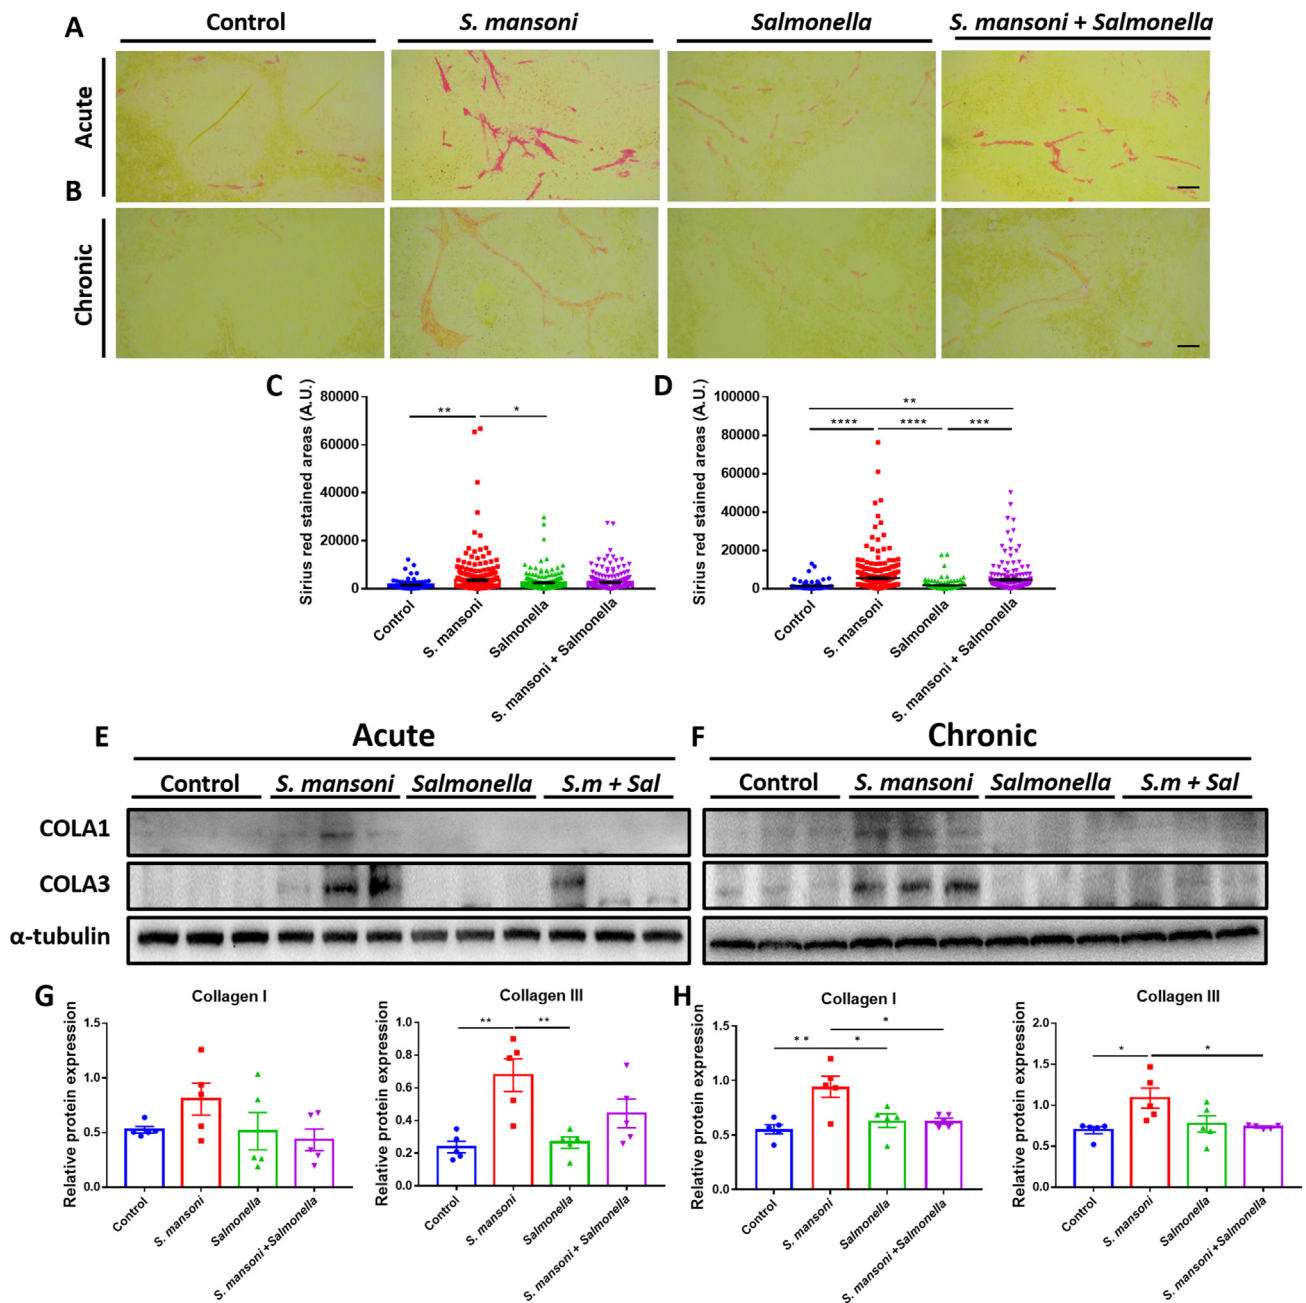 A
Control
S. mansoni
Salmonella
S. mansoni + Salmonella
Acute
B
Chronic
C
Sirius red stained areas (A.U.)
80000
60000
40000
20000
0
**
*
Control
S. mansoni
Salmonella
S. mansoni + Salmonella
D
Sirius red stained areas (A.U.)
100000
80000
60000
40000
20000
0
**
****
****
***
Control
S. mansoni
Salmonella
S. mansoni + Salmonella
E
Acute
Control
S. mansoni
Salmonella
S.m + Sal
COLA1
COLA3
α-tubulin
F
Chronic
Control
S. mansoni
Salmonella
S.m + Sal
G
Collagen I
Relative protein expression
1.5
1.0
0.5
0.0
Control
S. mansoni
Salmonella
S. mansoni + Salmonella
Collagen III
Relative protein expression
1.0
0.8
0.6
0.4
0.2
0.0
**
**
Control
S. mansoni
Salmonella
S. mansoni + Salmonella
H
Collagen I
Relative protein expression
1.5
1.0
0.5
0.0
*
**
*
Control
S. mansoni
Salmonella
S. mansoni +Salmonella
Collagen III
Relative protein expression
2.0
1.5
1.0
0.5
0.0
*
*
Control
S. mansoni
Salmonella
S. mansoni +Salmonella